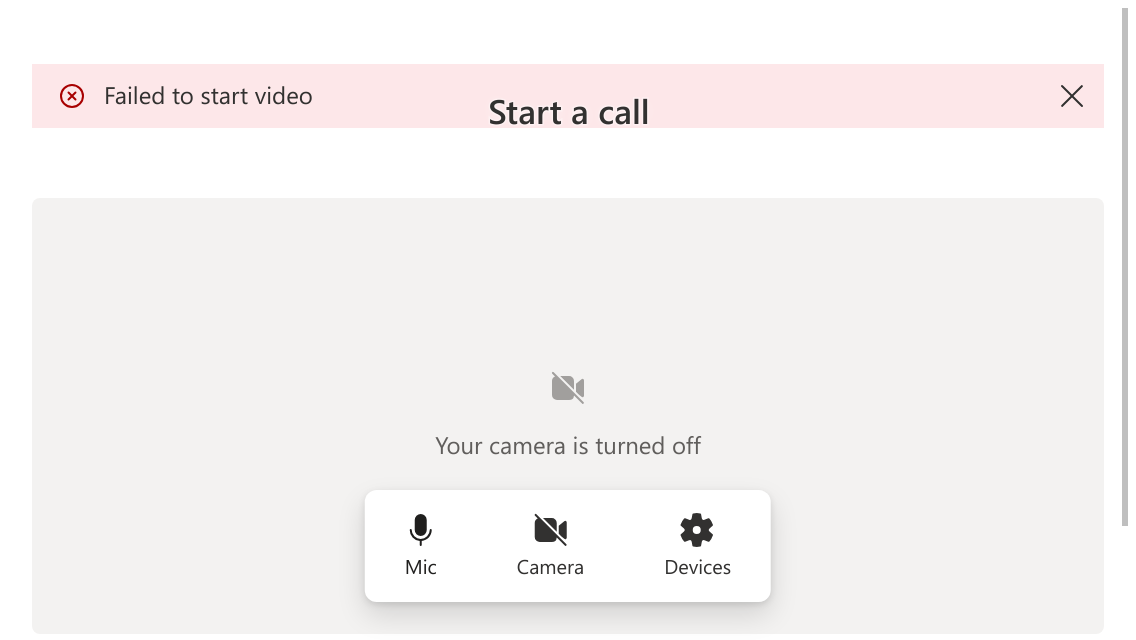 Failed to start video
Start a call
Your camera is turned off
Mic
Camera
Devices